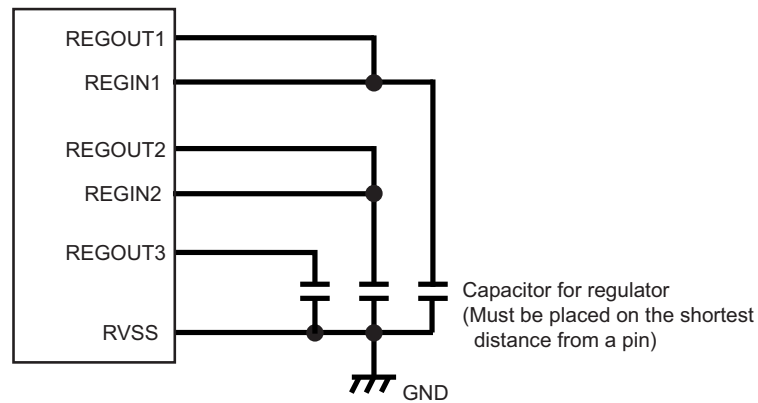 REGOUT1
REGIN1
REGOUT2
REGIN2
REGOUT3
RVSS
Capacitor for regulator
(Must be placed on the shortest
distance from a pin)
GND